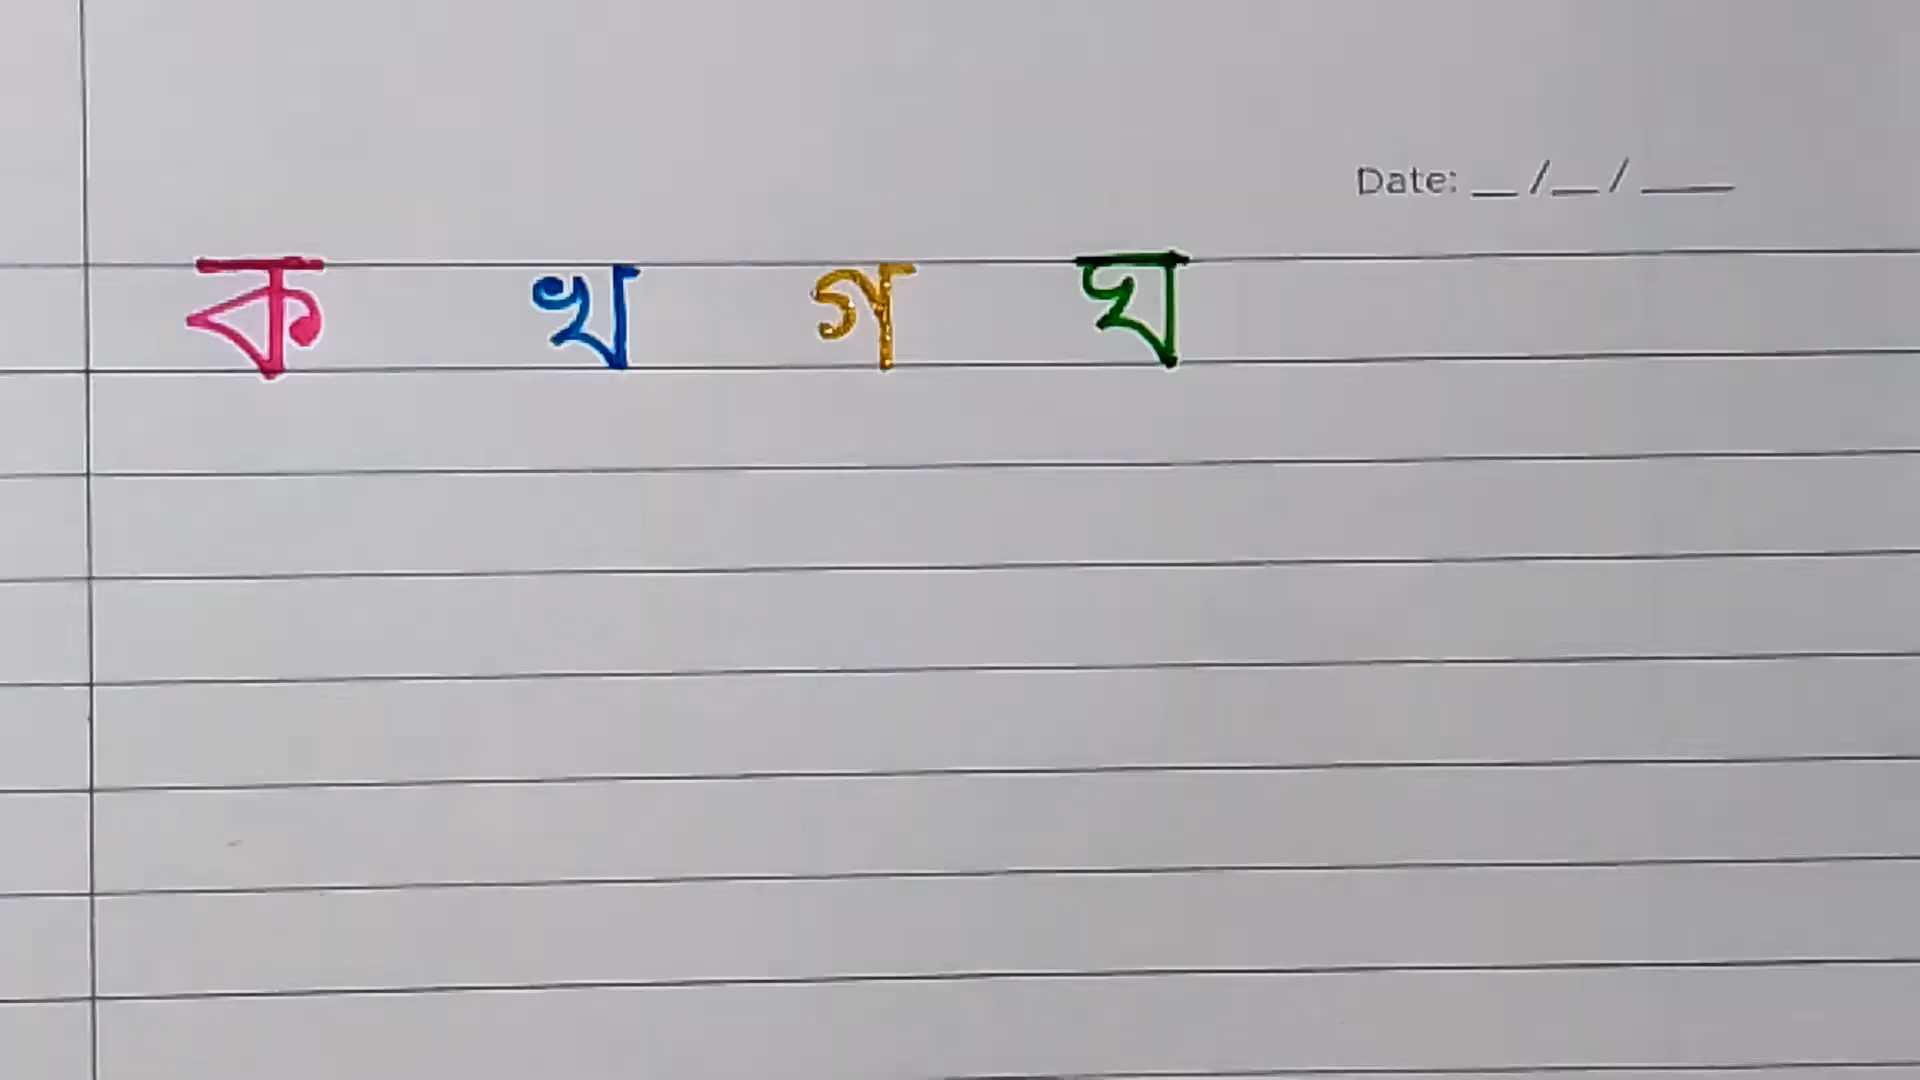 Date: __ /__ / ____
ক খ গ ঘ